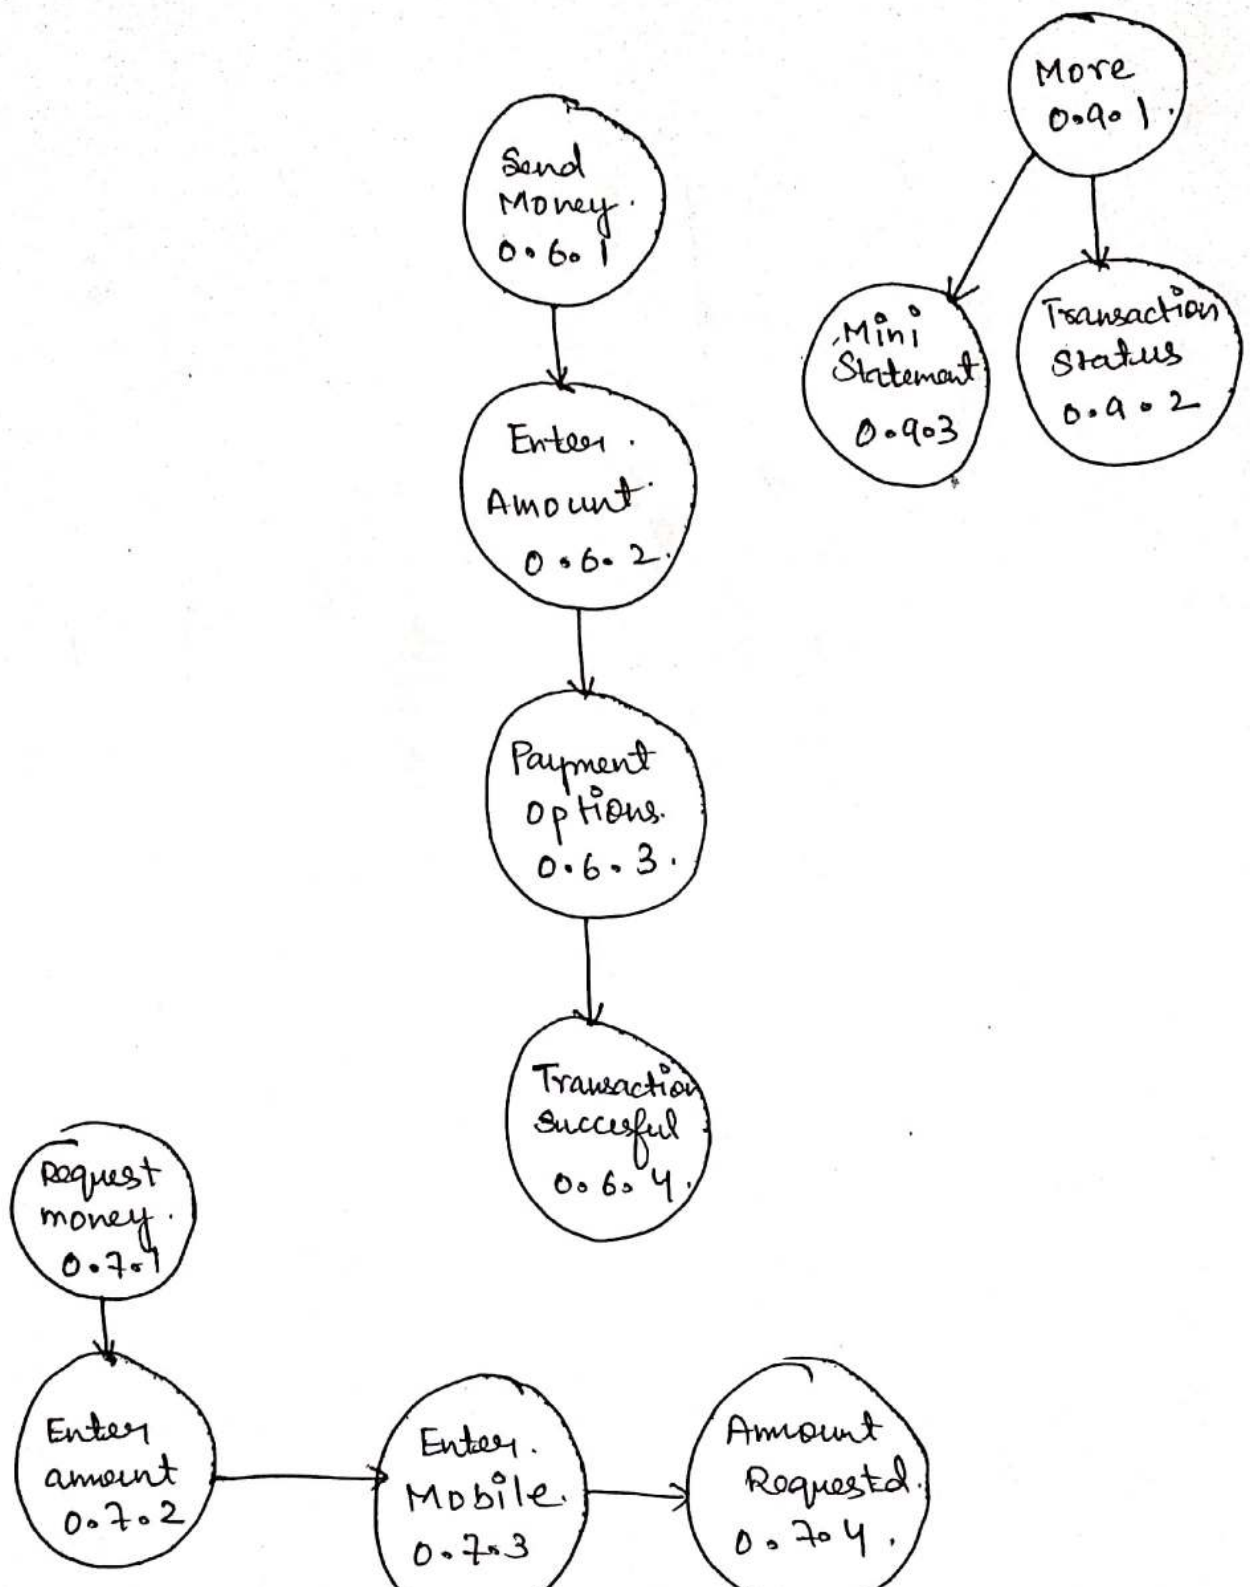 More
0.9.1.
Send
Money.
0.6.1
Mini
Statement
0.9.3
Transaction
Status
0.9.2
Enter.
Amount.
0.6.2.
Payment
Options.
0.6.3.
Transaction
Succesful
0.6.4.
Request
money.
0.7.1
Enter
amount
0.7.2
Enter.
Mobile.
0.7.3
Amount
Requestd.
0.7.4.